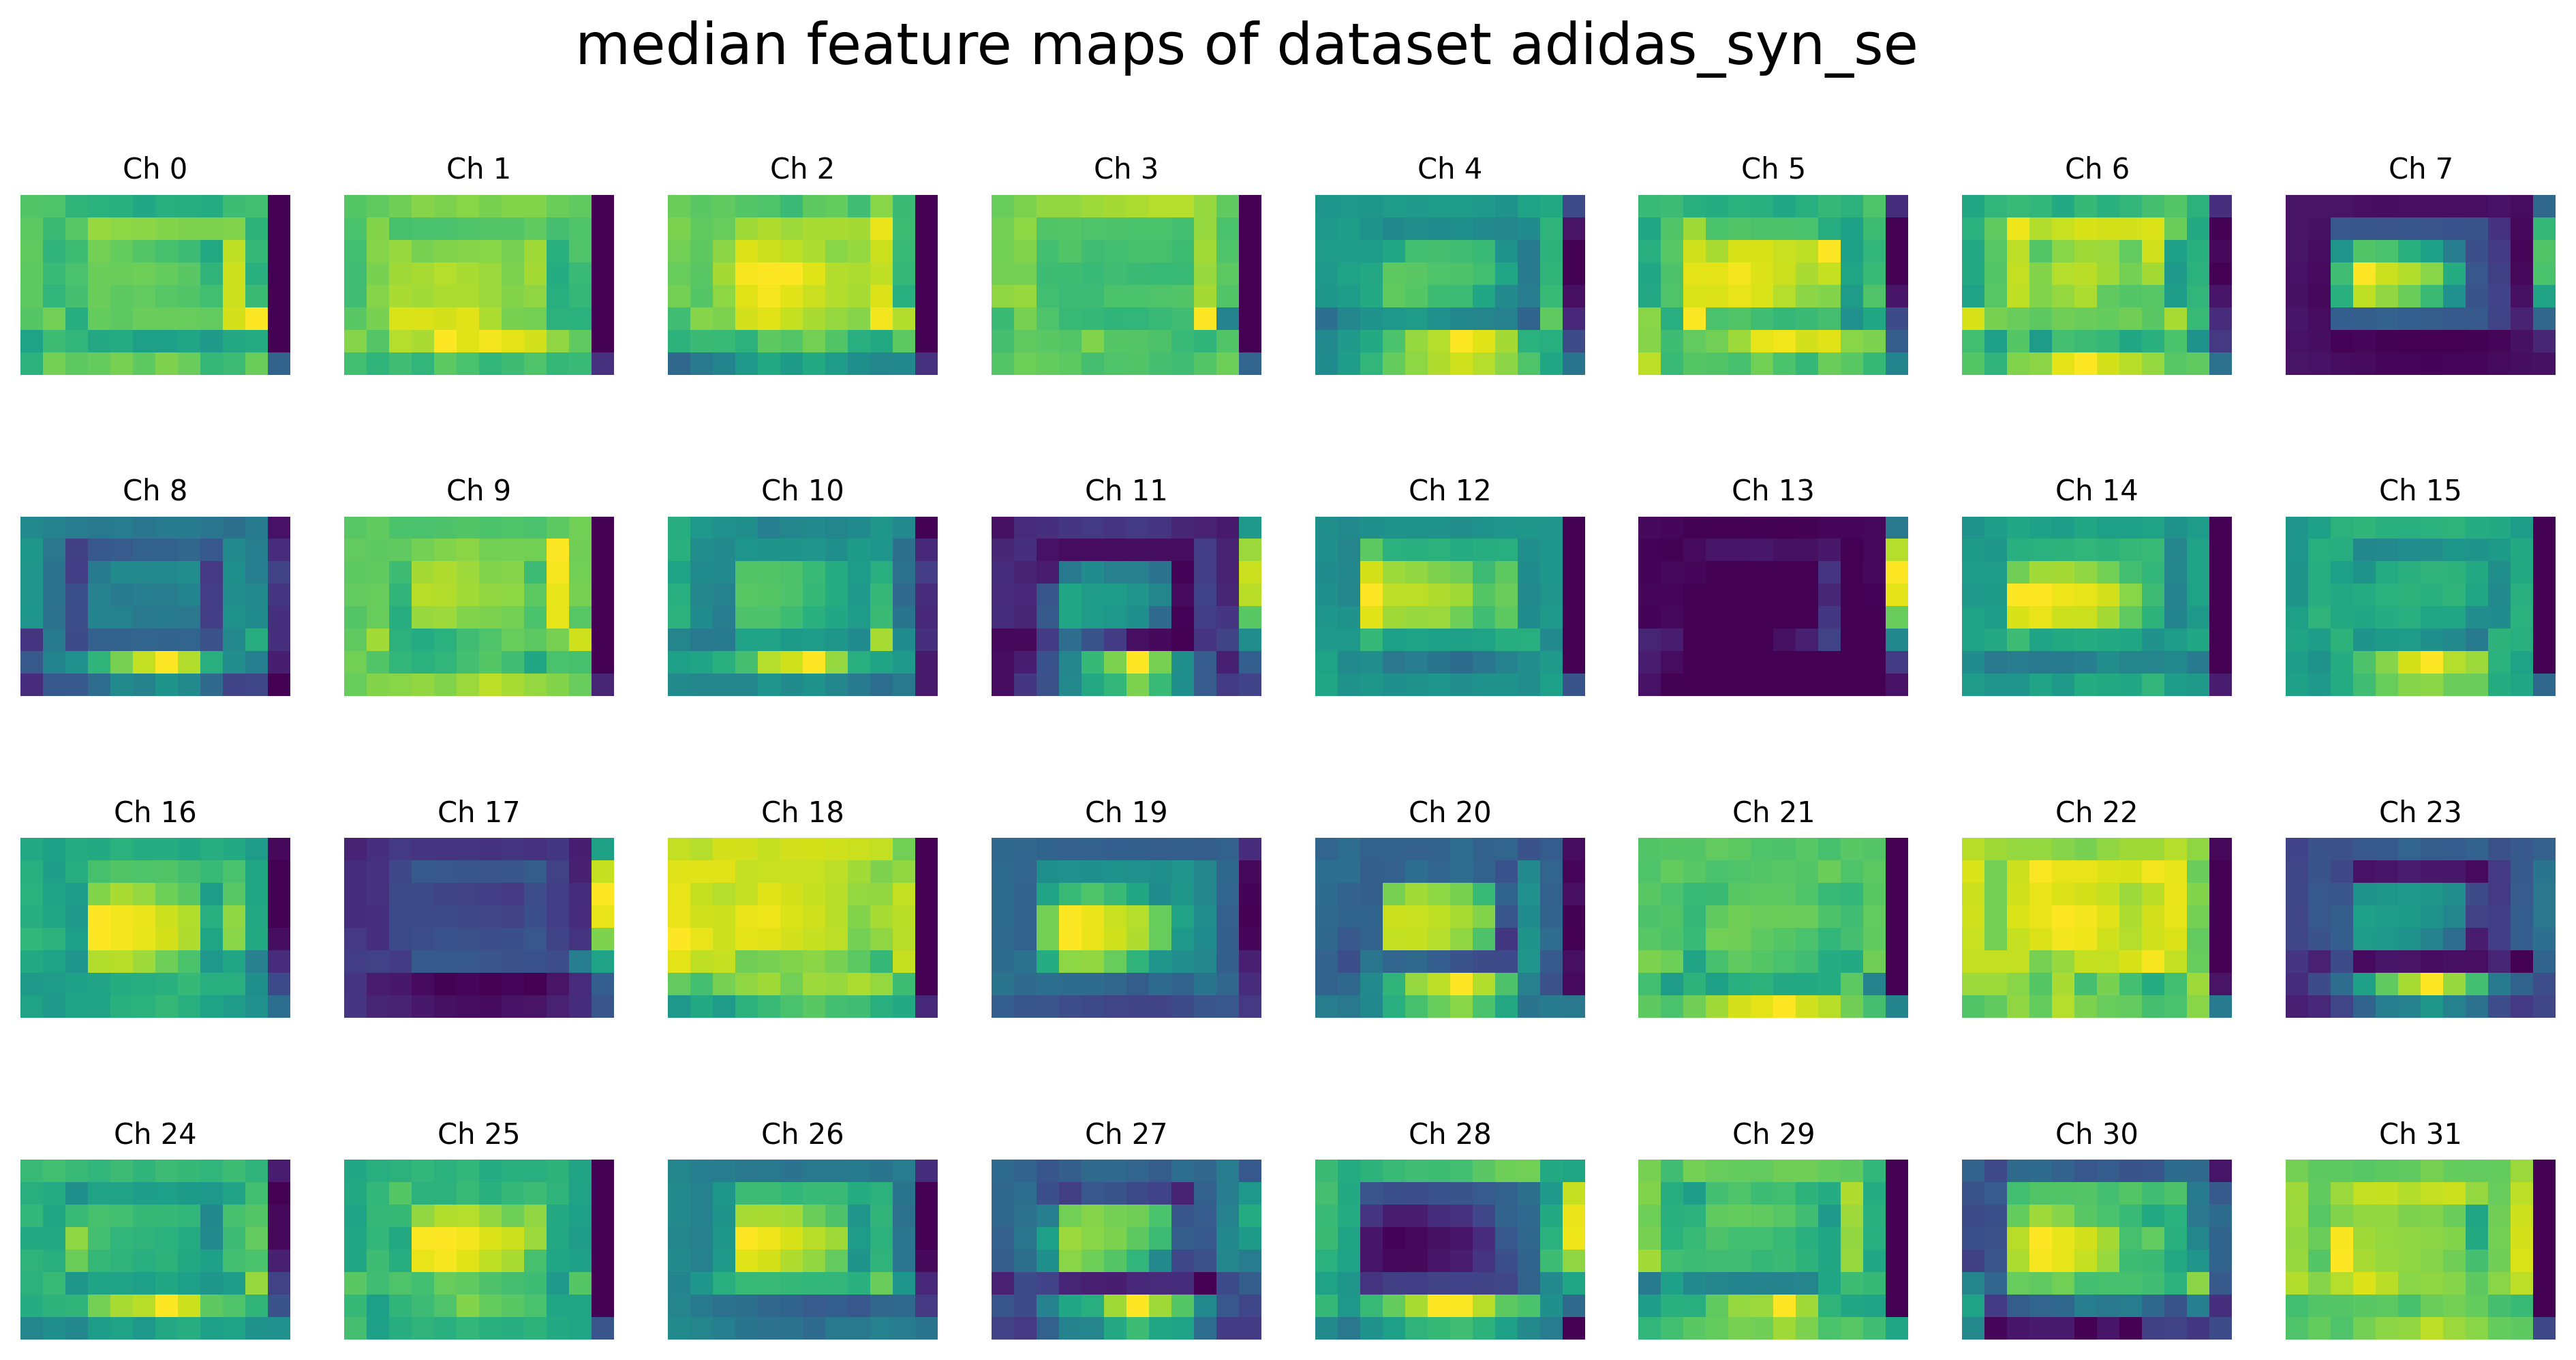 median feature maps of dataset adidas_syn_se
Ch 0 Ch 1 Ch 2 Ch 3 Ch 4 Ch 5 Ch 6 Ch 7
Ch 8 Ch 9 Ch 10 Ch 11 Ch 12 Ch 13 Ch 14 Ch 15
Ch 16 Ch 17 Ch 18 Ch 19 Ch 20 Ch 21 Ch 22 Ch 23
Ch 24 Ch 25 Ch 26 Ch 27 Ch 28 Ch 29 Ch 30 Ch 31